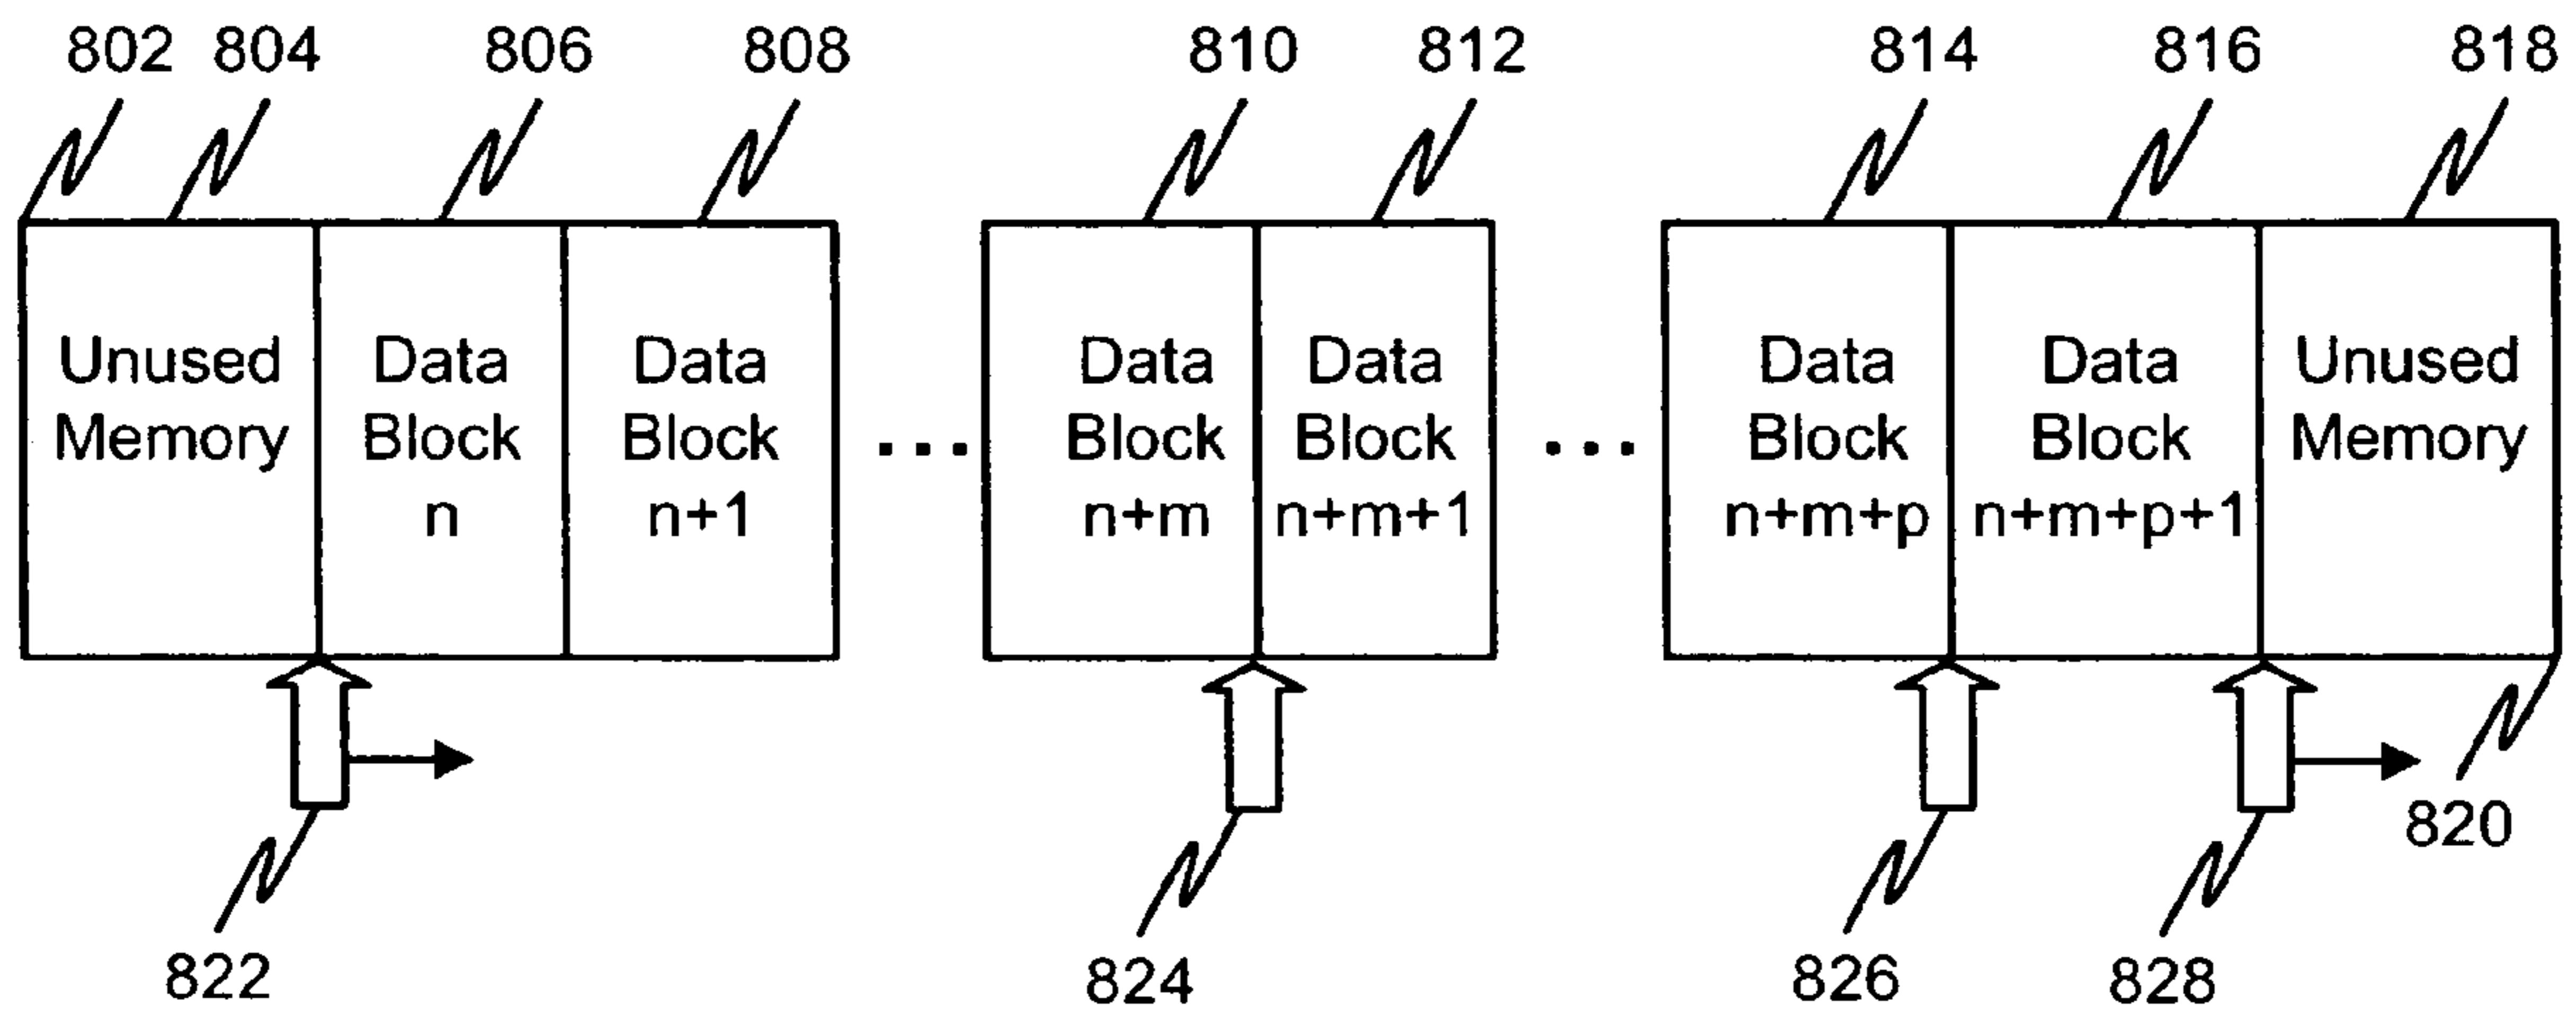 802 804 806 808 810 812 814 816 818
Unused Data Data Data Data Data Data Unused
Memory Block Block ... Block Block ... Block Block Memory
n n+1 n+m n+m+1 n+m+p n+m+p+1
820
822 824 826 828